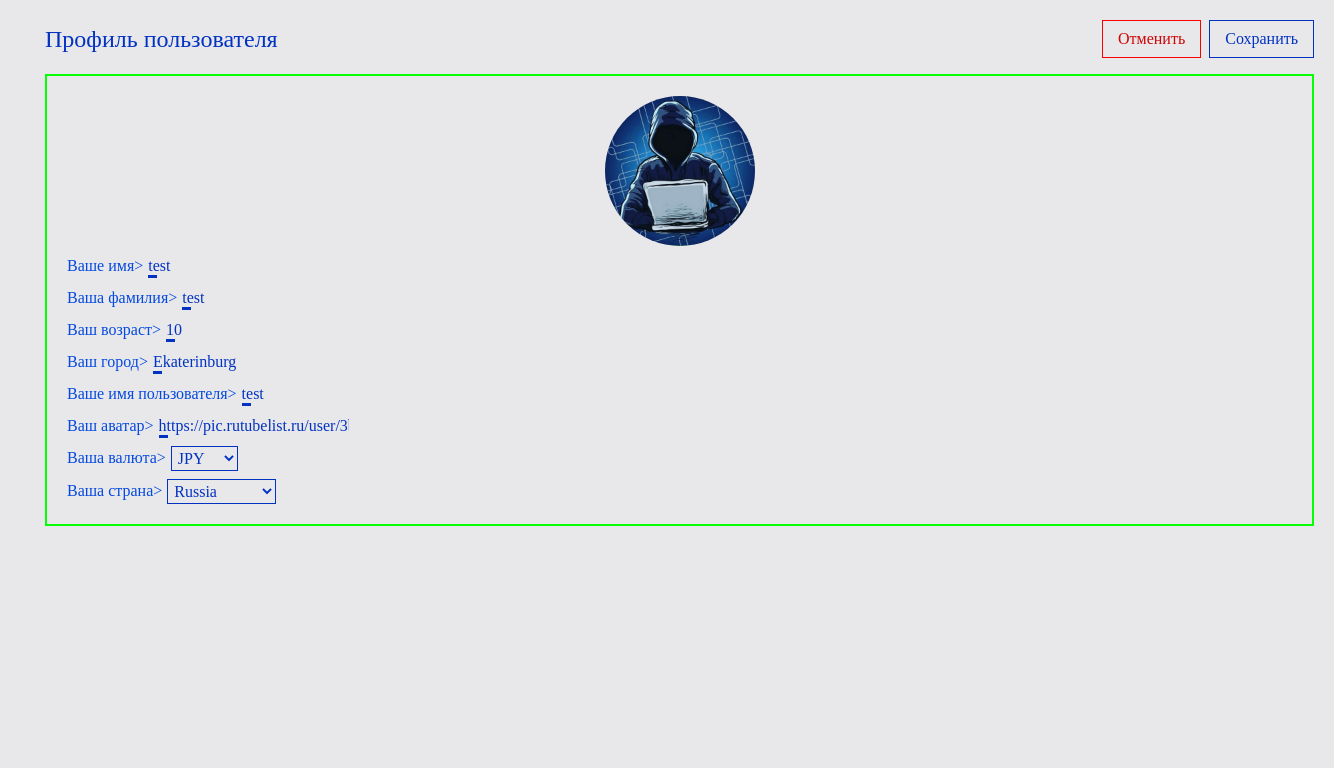 Профиль пользователя
Отменить
Сохранить
Ваше имя> test
Ваша фамилия> test
Ваш возраст> 10
Ваш город> Ekaterinburg
Ваше имя пользователя> test
Ваш аватар> https://pic.rutubelist.ru/user/3
Ваша валюта> JPY
Ваша страна> Russia